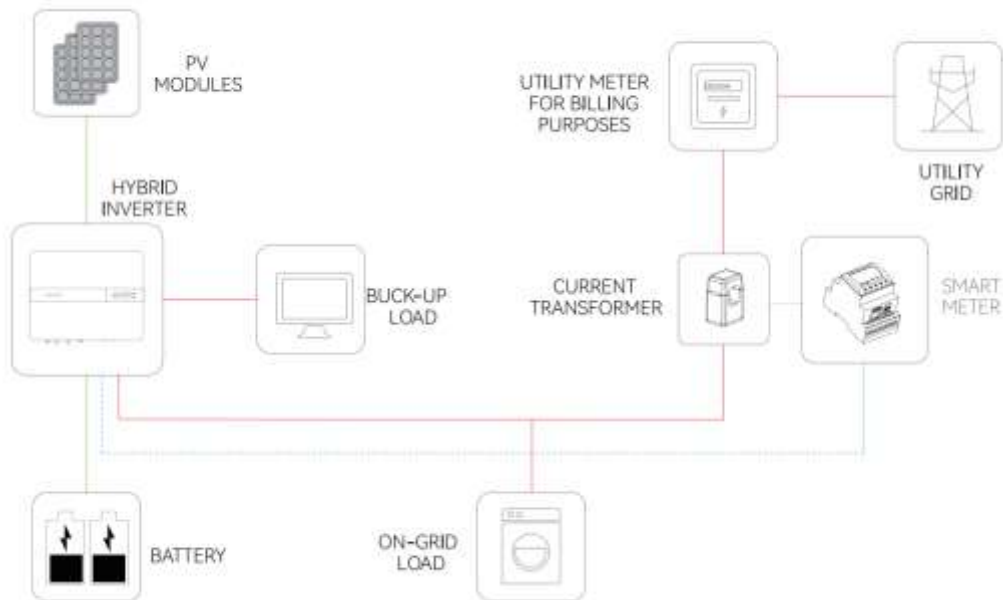 PV
MODULES
UTILITY METER
FOR BILLING
PURPOSES
UTILITY
GRID
HYBRID
INVERTER
BUCK-UP
LOAD
CURRENT
TRANSFORMER
SMART
METER
BATTERY
ON-GRID
LOAD